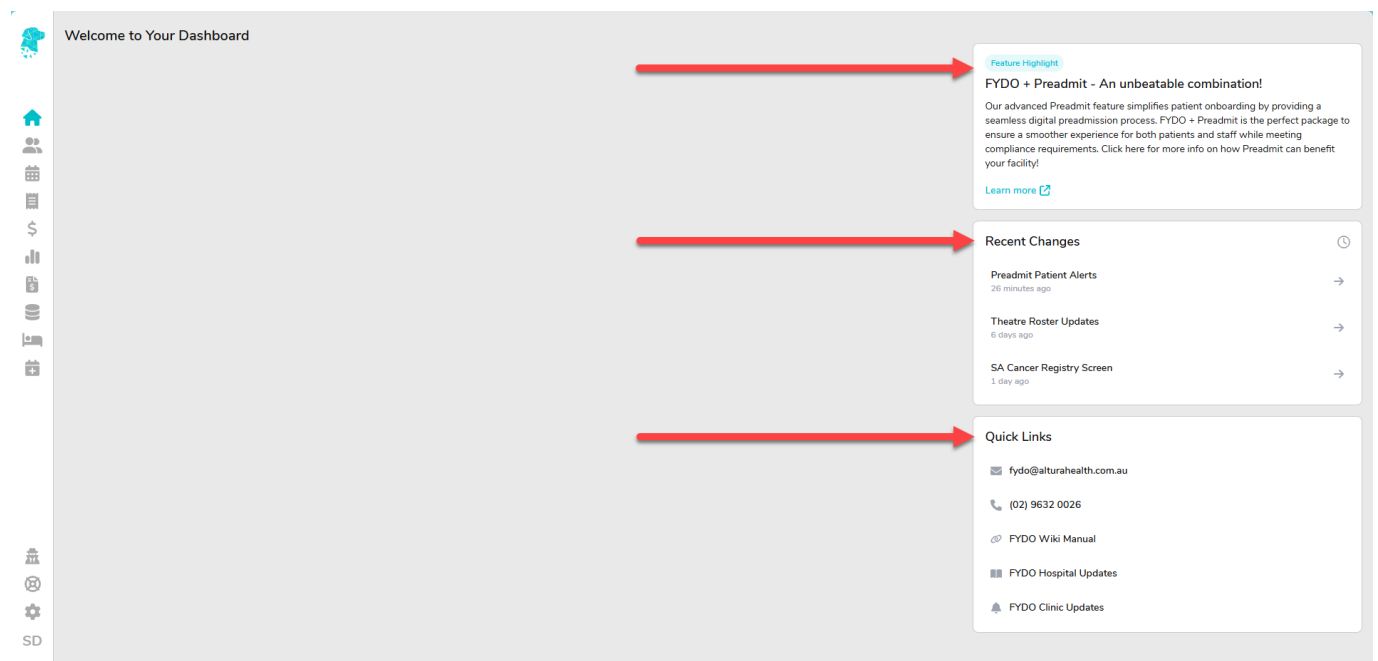 Welcome to Your Dashboard
Feature Highlight
FYDO + Preadmit - An unbeatable combination!
Our advanced Preadmit feature simplifies patient onboarding by providing a
seamless digital preadmission process. FYDO + Preadmit is the perfect package to
ensure a smoother experience for both patients and staff while meeting
compliance requirements. Click here for more info on how Preadmit can benefit
your facility!
Learn more
Recent Changes
Preadmit Patient Alerts
26 minutes ago
Theatre Roster Updates
6 days ago
SA Cancer Registry Screen
1 day ago
Quick Links
fydo@alturahealth.com.au
(02) 9632 0026
FYDO Wiki Manual
FYDO Hospital Updates
FYDO Clinic Updates
SD